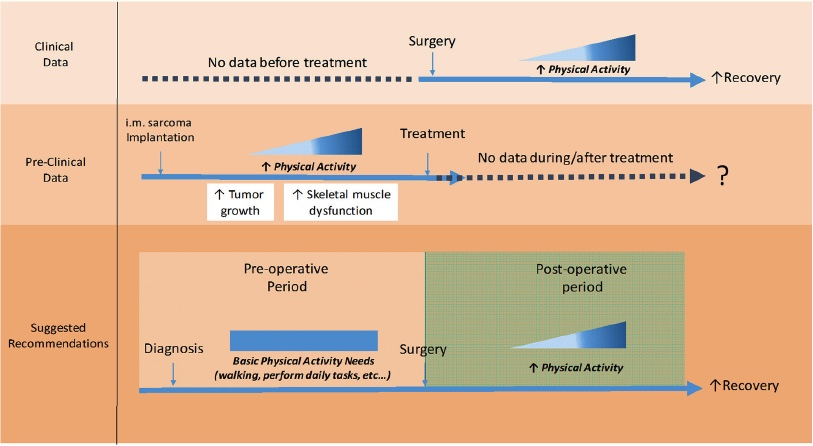 Clinical
Data
No data before treatment
Surgery
↑ Physical Activity
↑Recovery
Pre-Clinical
Data
i.m. sarcoma
Implantation
↑ Physical Activity
↑ Tumor
growth
↑ Skeletal muscle
dysfunction
Treatment
No data during/after treatment
?
Suggested
Recommendations
Pre-operative
Period
Diagnosis
Basic Physical Activity Needs
(walking, perform daily tasks, etc...)
Surgery
Post-operative
period
↑ Physical Activity
↑Recovery